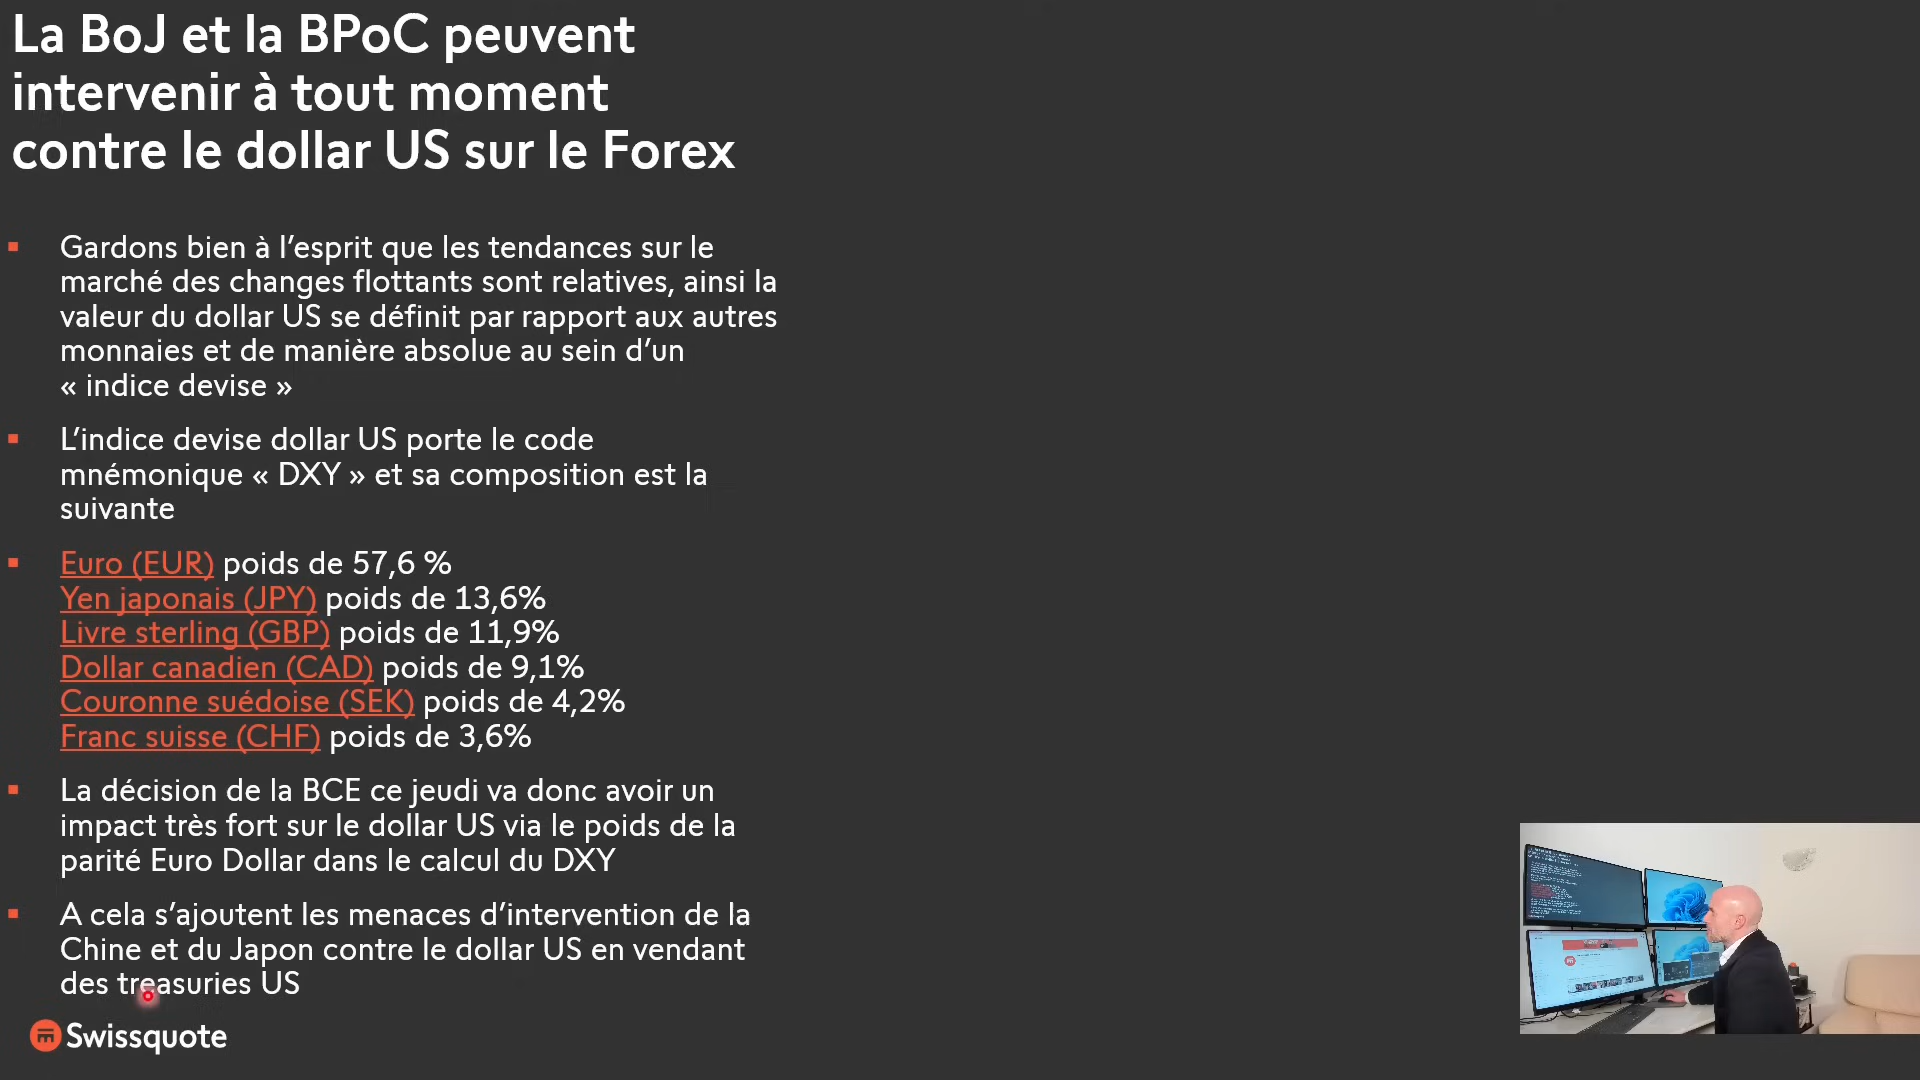 La BoJ et la BPoC peuvent
intervenir à tout moment
contre le dollar US sur le Forex
▪ Gardons bien à l’esprit que les tendances sur le
marché des changes flottants sont relatives, ainsi la
valeur du dollar US se définit par rapport aux autres
monnaies et de manière absolue au sein d’un
« indice devise »
▪ L’indice devise dollar US porte le code
mnémonique « DXY » et sa composition est la
suivante
▪ Euro (EUR) poids de 57,6 %
Yen japonais (JPY) poids de 13,6%
Livre sterling (GBP) poids de 11,9%
Dollar canadien (CAD) poids de 9,1%
Couronne suédoise (SEK) poids de 4,2%
Franc suisse (CHF) poids de 3,6%
▪ La décision de la BCE ce jeudi va donc avoir un
impact très fort sur le dollar US via le poids de la
parité Euro Dollar dans le calcul du DXY
▪ A cela s’ajoutent les menaces d’intervention de la
Chine et du Japon contre le dollar US en vendant
des treasuries US
Swissquote